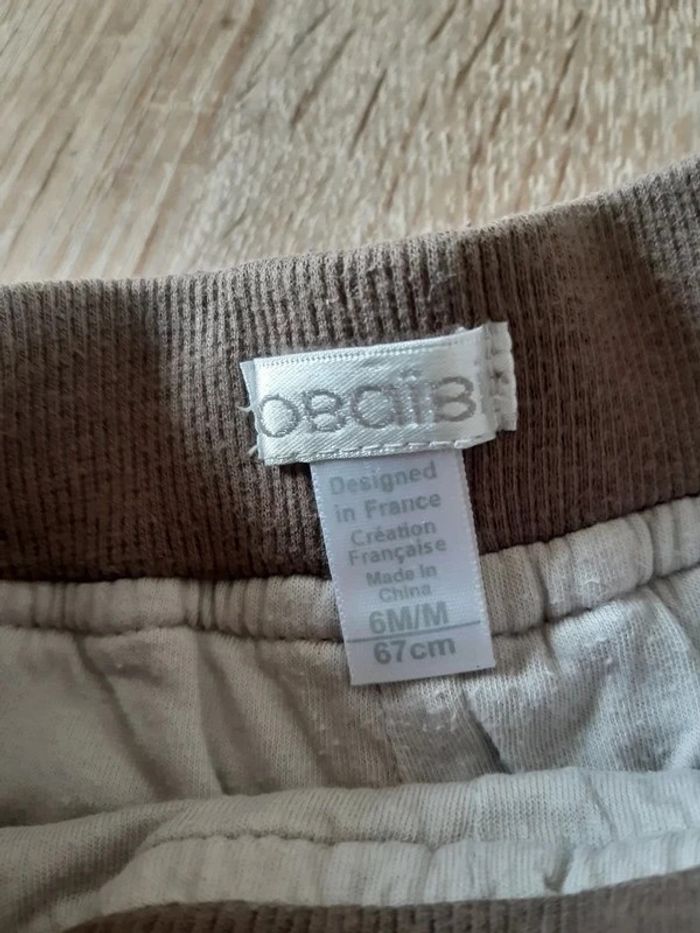 OBaïBI
Designed
in France
Création
Française
Made In
China
6M/M
67cm